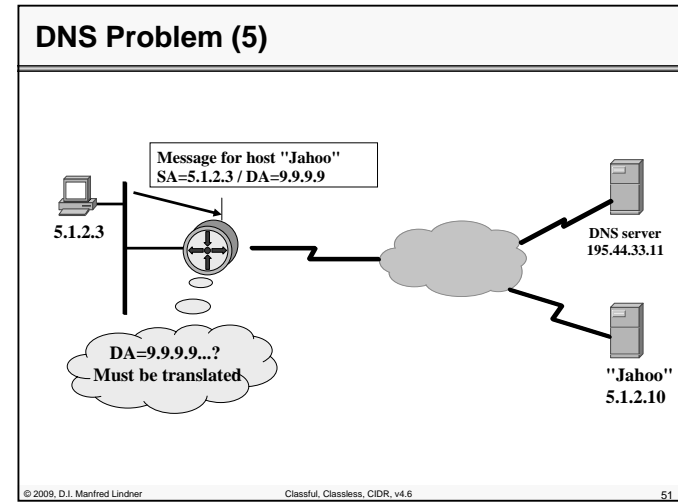 DNS Problem (5)
Message for host "Jahoo"
SA=5.1.2.3 / DA=9.9.9.9
5.1.2.3
DNS server
195.44.33.11
DA=9.9.9.9...?
Must be translated
"Jahoo"
5.1.2.10
© 2009, D.I. Manfred Lindner
Classful, Classless, CIDR, v4.6
51